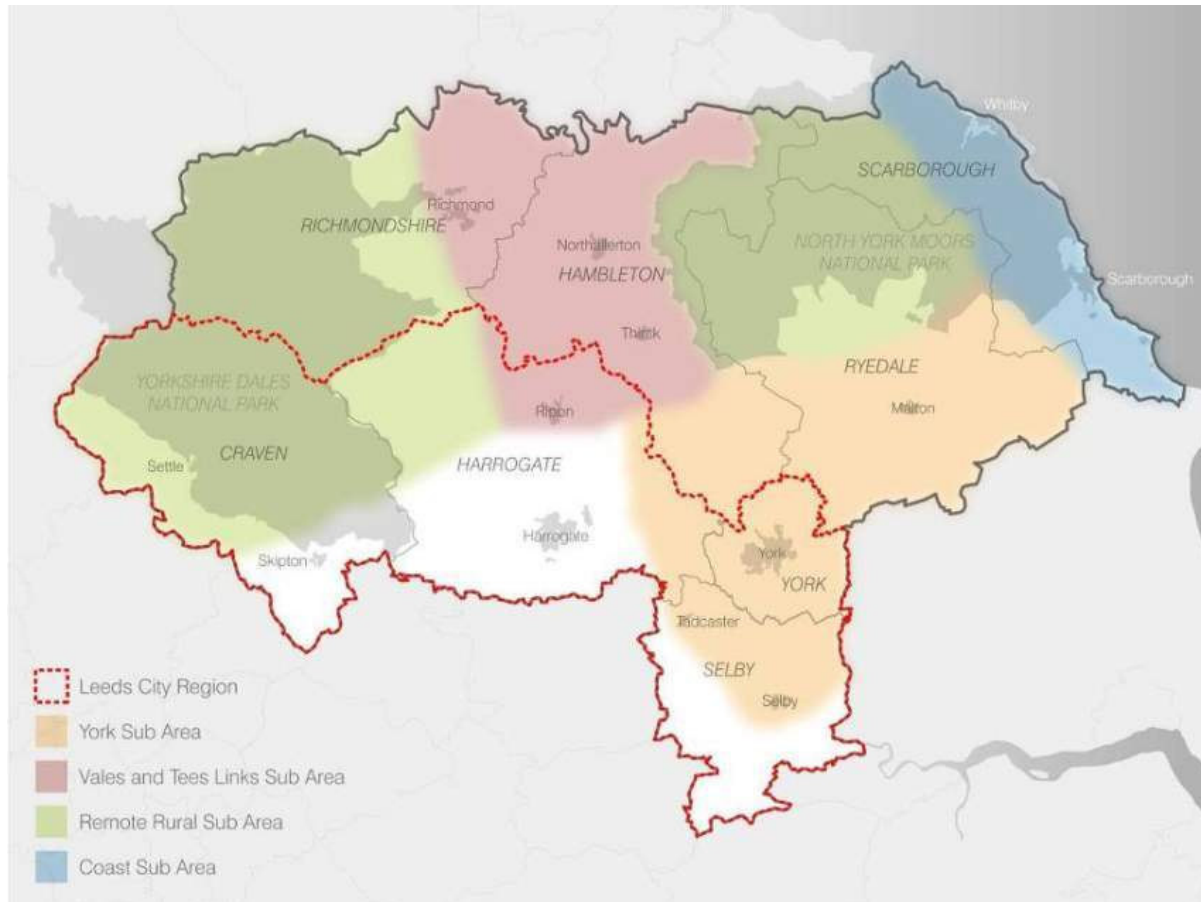 Whitby
SCARBOROUGH
Richmond
RICHMONDSHIRE
Northallerton
HAMBLETON
NORTH YORK MOORS
NATIONAL PARK
Scarborough
Thirsk
RYEDALE
YORKSHIRE DALES
NATIONAL PARK
Ripon
Malton
Settle
CRAVEN
HARROGATE
Harrogate
Skipton
York
YORK
Tadcaster
SELBY
Selby
Leeds City Region
York Sub Area
Vales and Tees Links Sub Area
Remote Rural Sub Area
Coast Sub Area